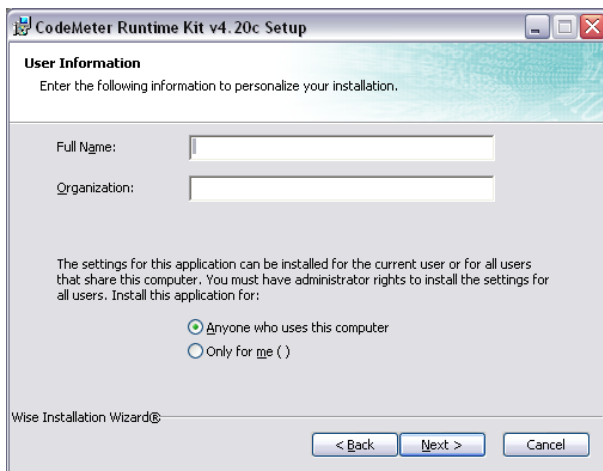 CodeMeter Runtime Kit v4.20c Setup
User Information
Enter the following information to personalize your installation.
Full Name:
Organization:
The settings for this application can be installed for the current user or for all users
that share this computer. You must have administrator rights to install the settings for
all users. Install this application for:
Anyone who uses this computer
Only for me ( )
Wise Installation Wizard®
< Back Next > Cancel